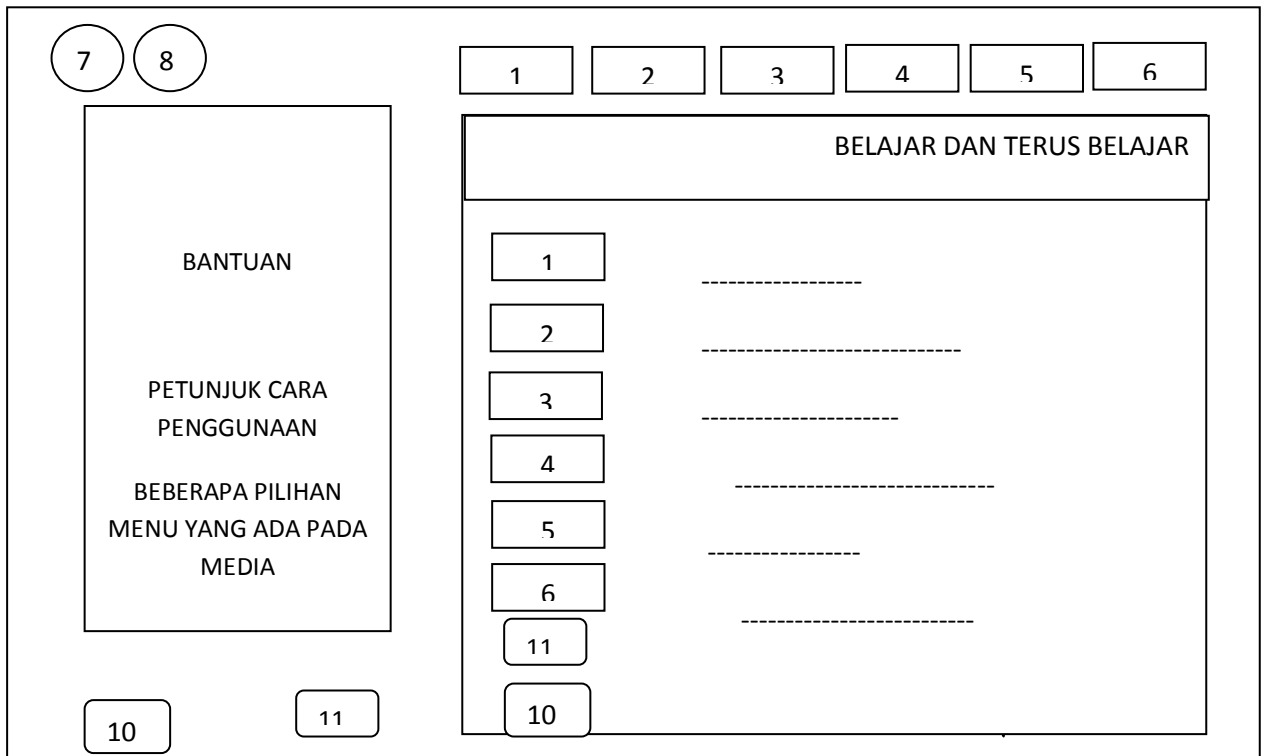 7 8
1 2 3 4 5 6
BELAJAR DAN TERUS BELAJAR
BANTUAN
PETUNJUK CARA
PENGGUNAAN
BEBERAPA PILIHAN
MENU YANG ADA PADA
MEDIA
1 ------------------
2 -----------------------------
3 ----------------------
4 -----------------------------
5 -----------------
6 --------------------------
11
10
10 11